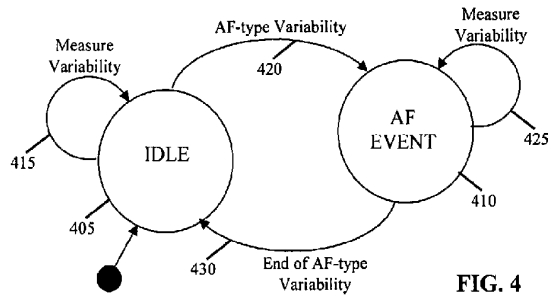 Measure
Variability
AF-type Variability
420
Measure
Variability
415
IDLE
AF
EVENT
425
410
405
430
End of AF-type
Variability
FIG. 4